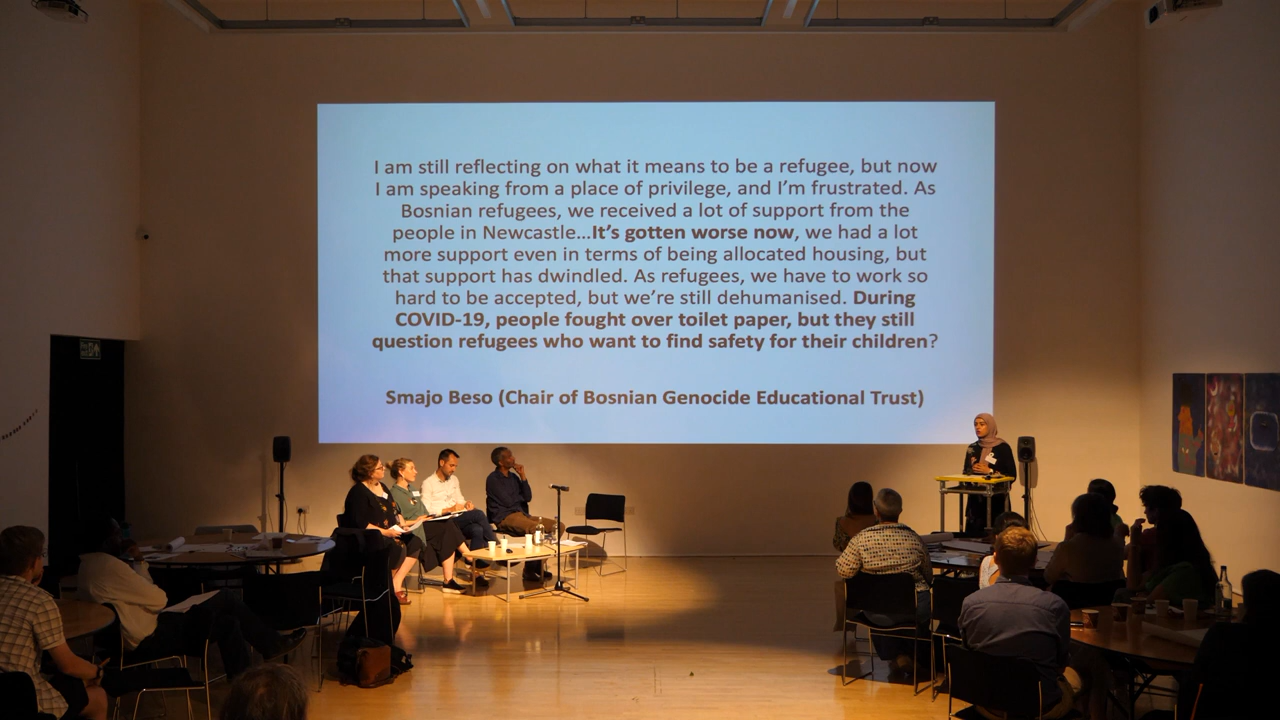 I am still reflecting on what it means to be a refugee, but now
I am speaking from a place of privilege, and I'm frustrated. As
Bosnian refugees, we received a lot of support from the
people in Newcastle...It's gotten worse now, we had a lot
more support even in terms of being allocated housing, but
that support has dwindled. As refugees, we have to work so
hard to be accepted, but we're still dehumanised. During
COVID-19, people fought over toilet paper, but they still
question refugees who want to find safety for their children?
Smajo Beso (Chair of Bosnian Genocide Educational Trust)